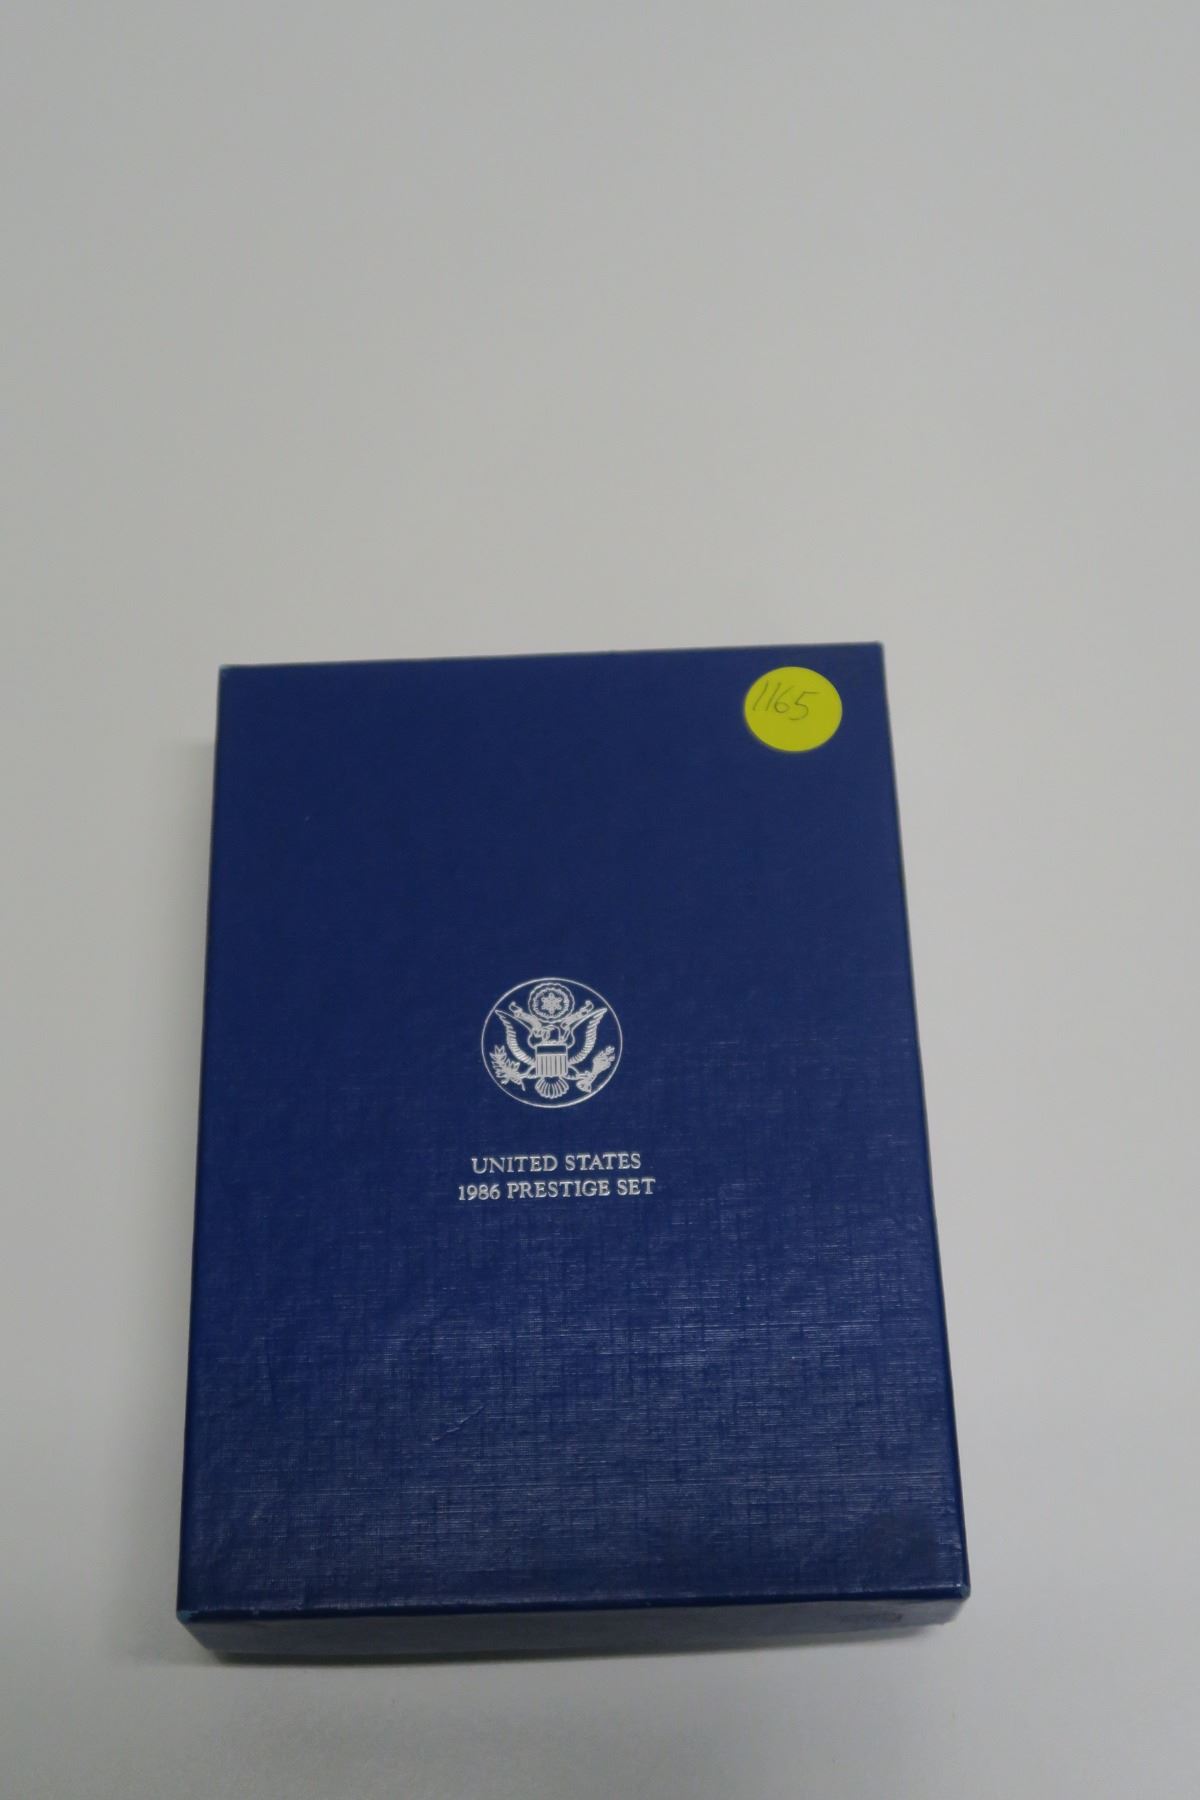 1165
UNITED STATES
1986 PRESTIGE SET